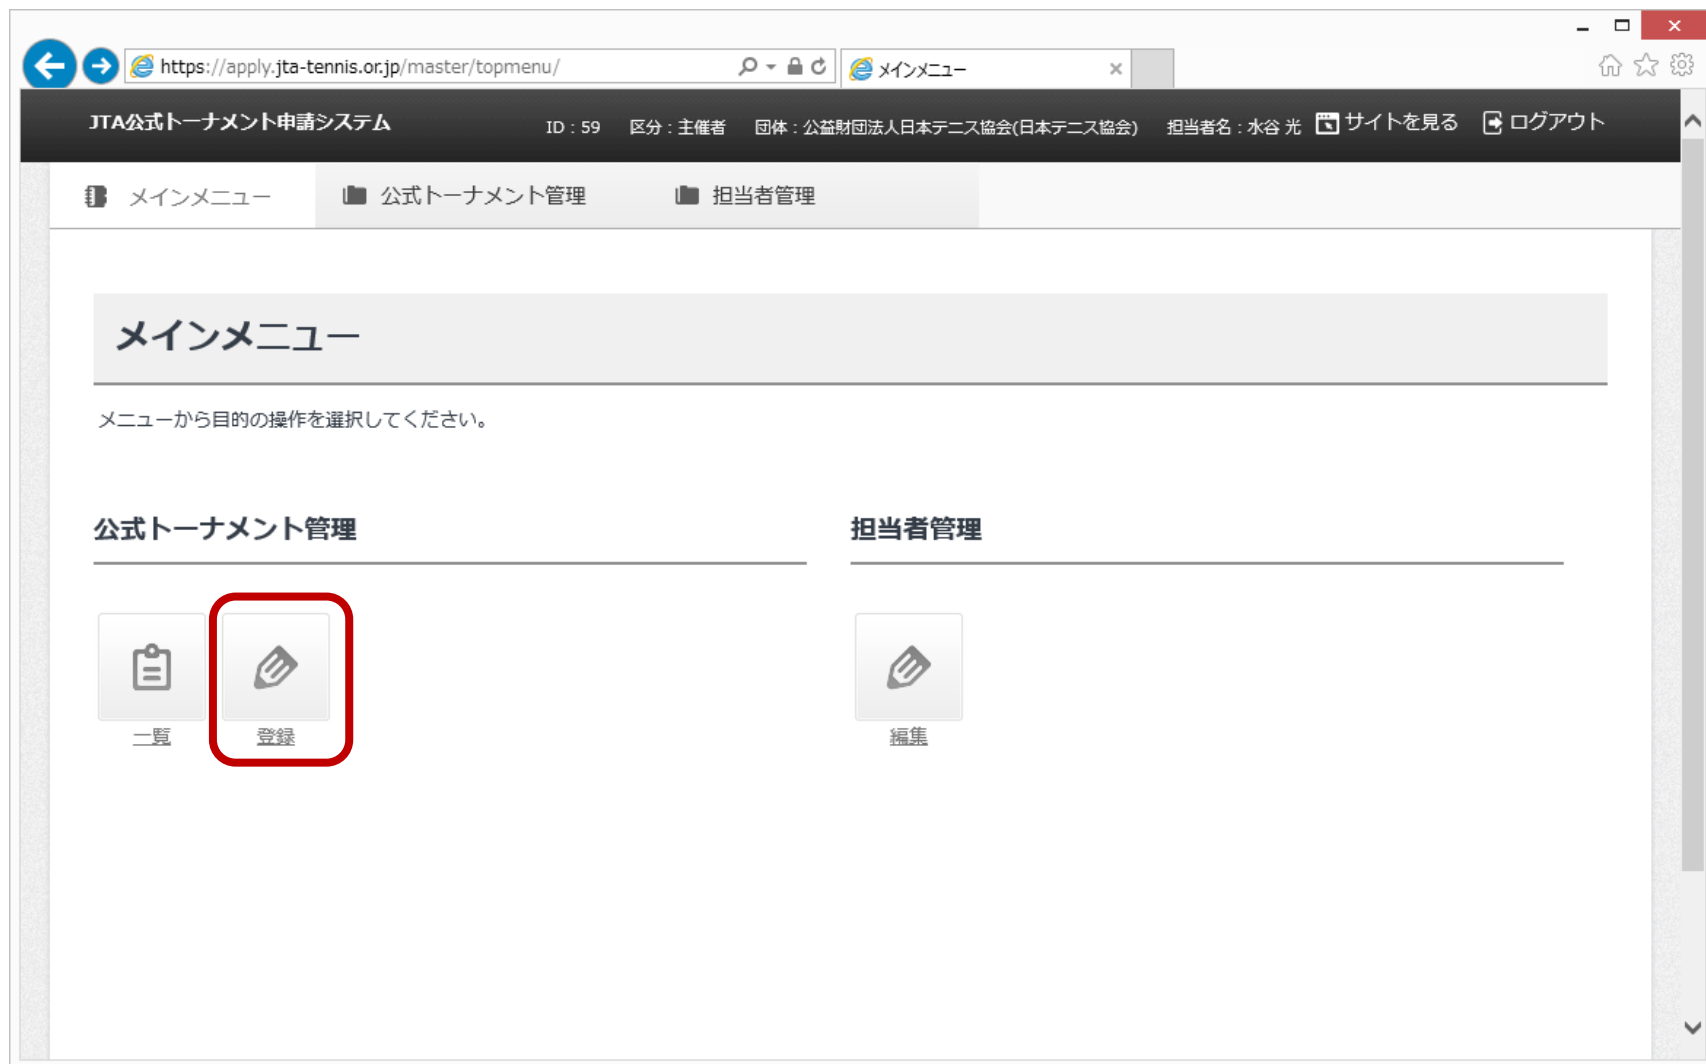 https://apply.jta-tennis.or.jp/master/topmenu/
メインメニュー
JTA公式トーナメント申請システム
ID：59　区分：主催者　団体：公益財団法人日本テニス協会(日本テニス協会)　担当者名：水谷 光　サイトを見る　ログアウト
メインメニュー　公式トーナメント管理　担当者管理
メインメニュー
メニューから目的の操作を選択してください。
公式トーナメント管理
一覧　登録
担当者管理
編集